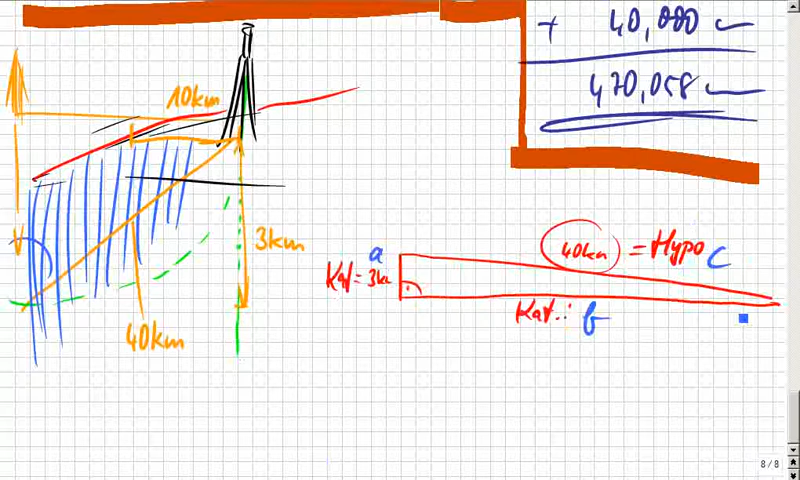 + 40,000
470,058
10km
3km
40km
40km = Hypo c
a
Kat = 3km
Kat.: b
8/8